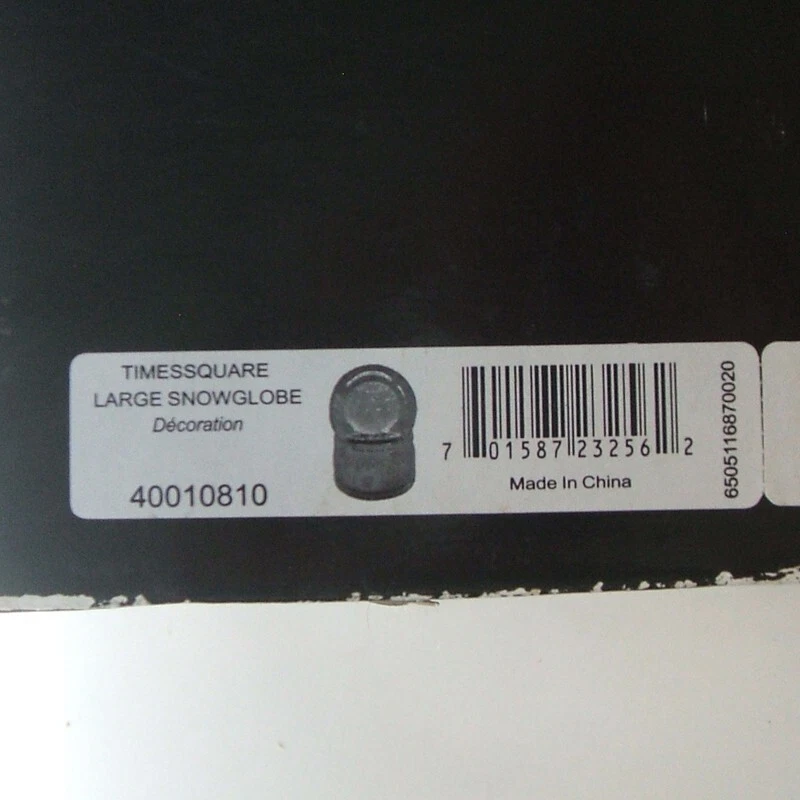 TIMESSQUARE
LARGE SNOWGLOBE
Décoration
40010810
7 01587 23256 2
Made In China
6505116870020